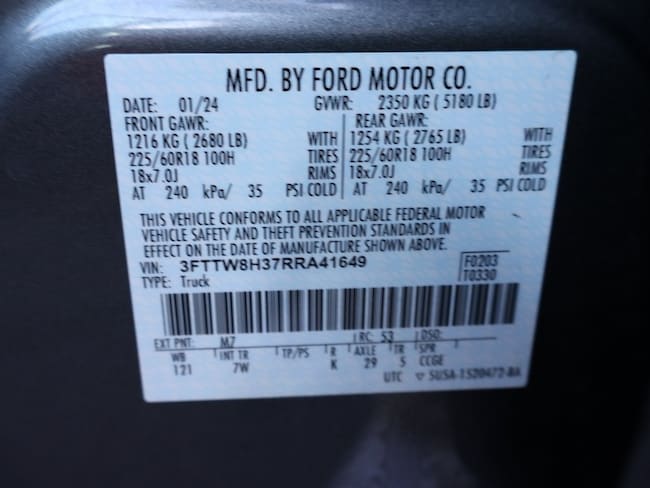 MFD. BY FORD MOTOR CO.
DATE: 01/24 GVWR: 2350 KG ( 5180 LB)
FRONT GAWR: REAR GAWR:
1216 KG ( 2680 LB) WITH 1254 KG ( 2765 LB) WITH
225/60R18 100H TIRES 225/60R18 100H TIRES
18x7.0J RIMS 18x7.0J RIMS
AT 240 kPa/ 35 PSI COLD AT 240 kPa/ 35 PSI COLD
THIS VEHICLE CONFORMS TO ALL APPLICABLE FEDERAL MOTOR
VEHICLE SAFETY AND THEFT PREVENTION STANDARDS IN
EFFECT ON THE DATE OF MANUFACTURE SHOWN ABOVE.
VIN: 3FTTW8H37RRA41649 F0203
TYPE: Truck T0330
EXT PNT: M7 RC: 53 DSO:
WB INT TR TP/PS R AXLE TR SPR
121 7W K 29 5 CCGE
UTC 5U5A-1520472-BA